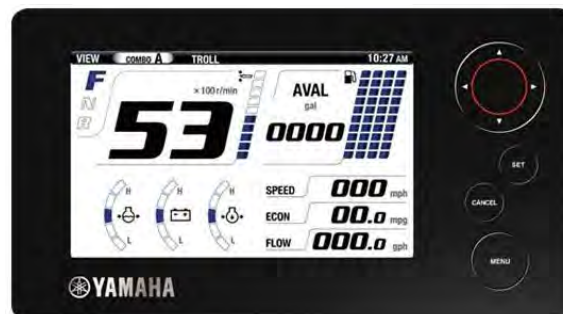 VIEW COMBO A TROLL 10:27 AM
F
N
R
×100r/min
53
AVAL
gal
0000
H
L
H
L
H
L
SPEED 000 mph
ECON 00.0 mpg
FLOW 000.0 gph
SET
CANCEL
MENU
YAMAHA